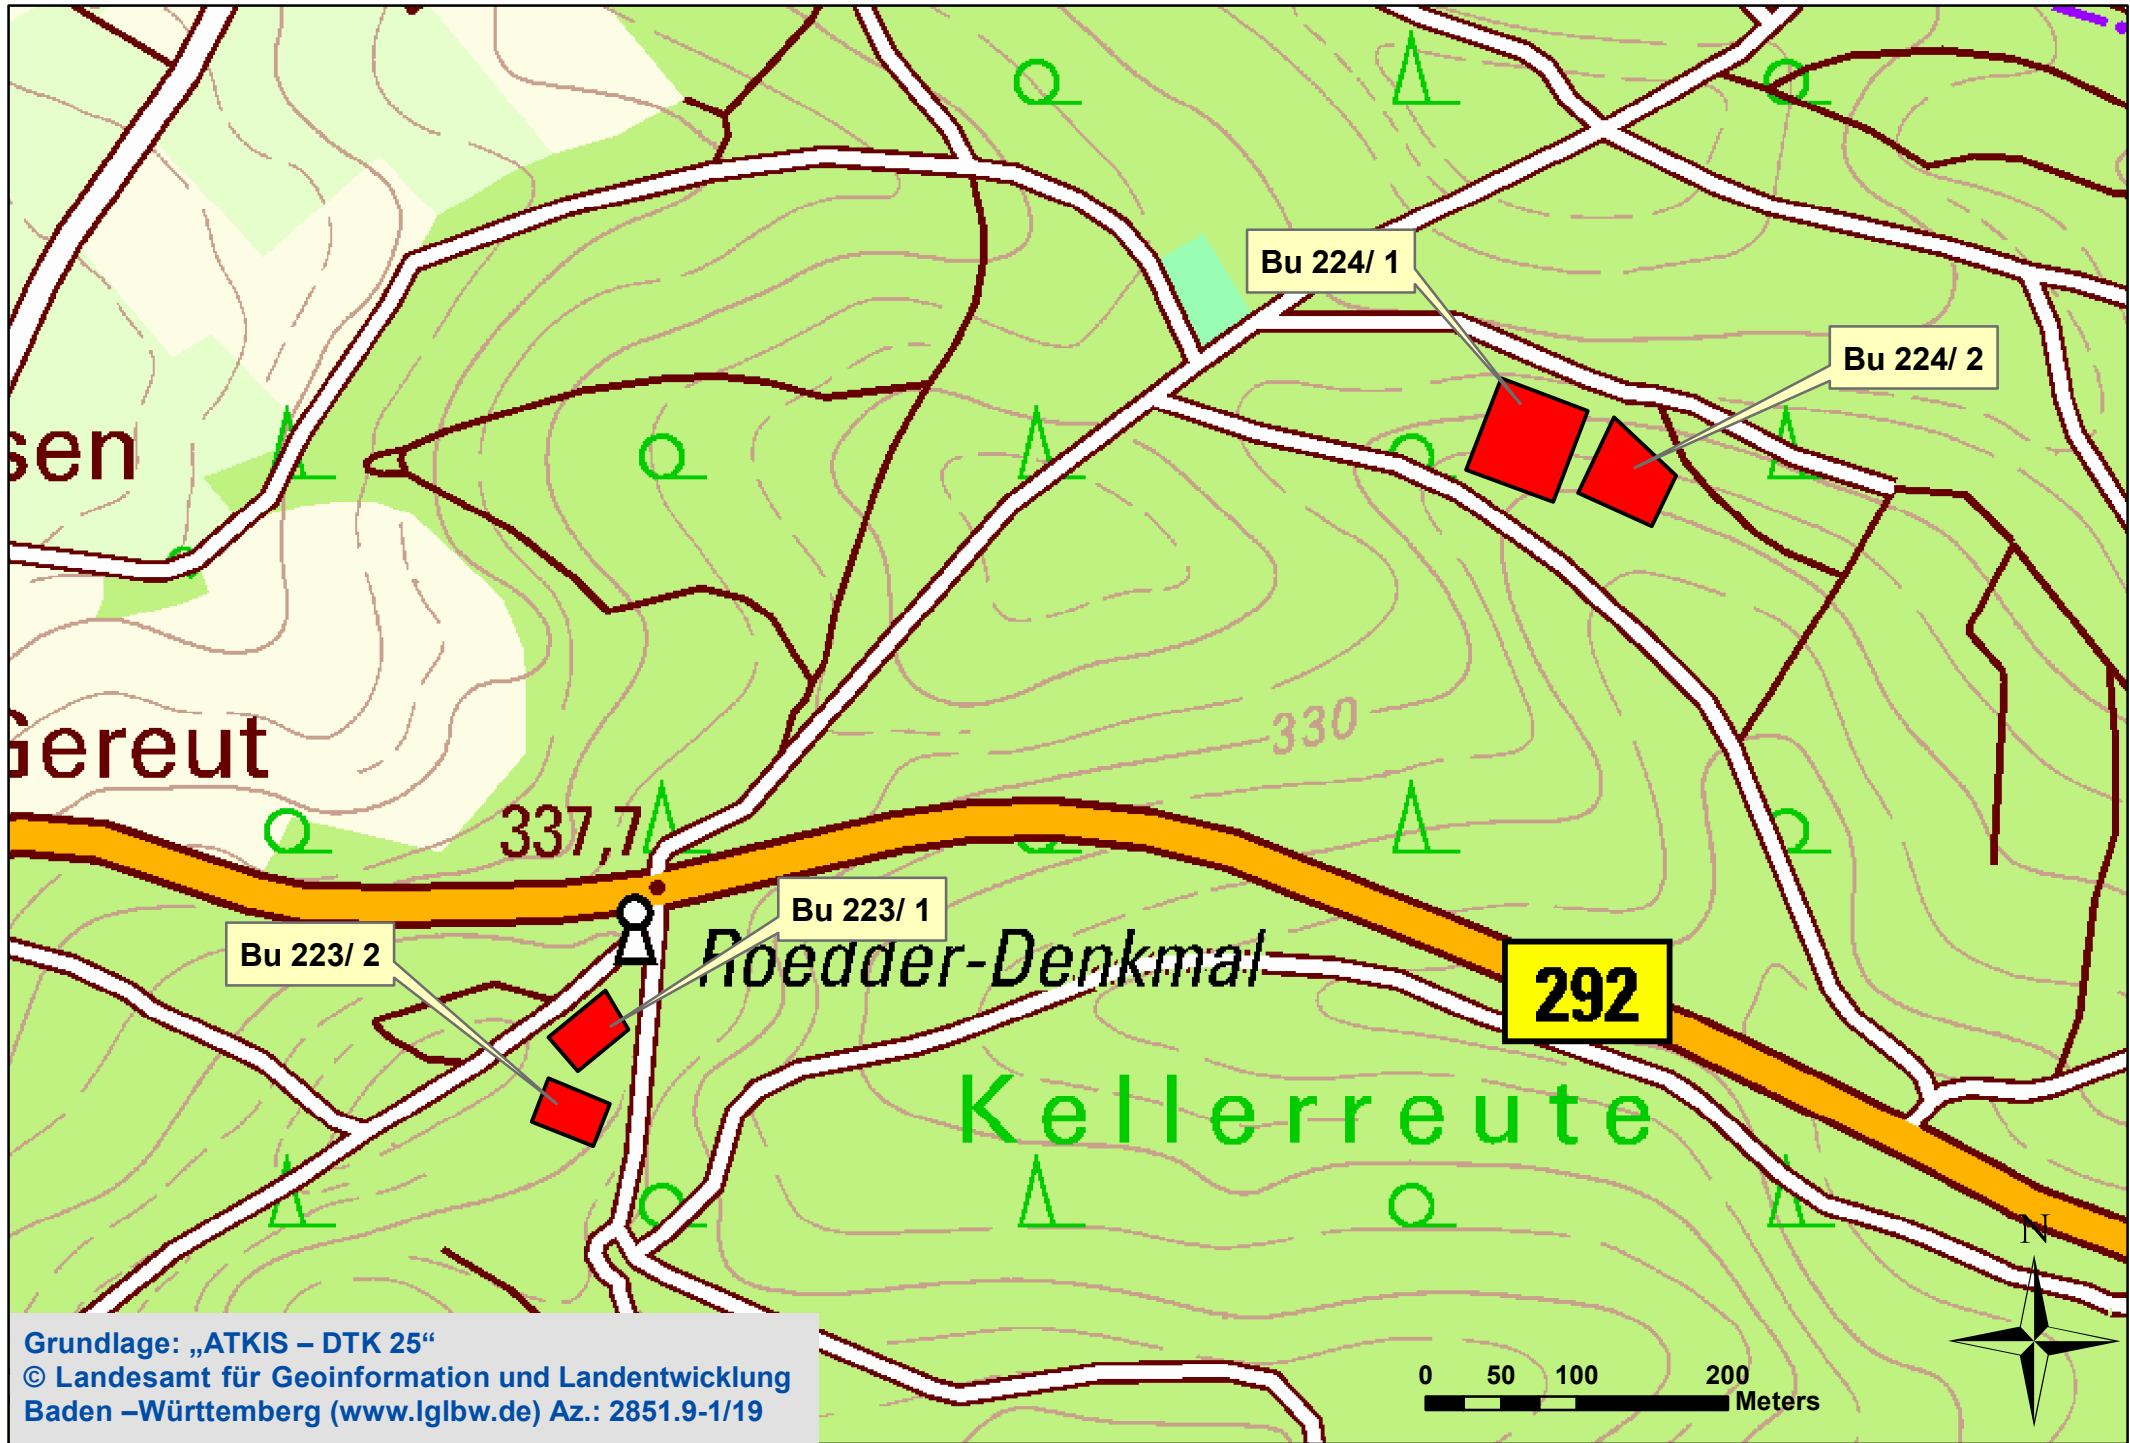 Bu 224/ 1
Bu 224/ 2
sen
Gereut
330
337,7
Bu 223/ 1
Bu 223/ 2
Roedder-Denkmal
292
Kellerreute
N
Grundlage: „ATKIS – DTK 25“
© Landesamt für Geoinformation und Landentwicklung
Baden –Württemberg (www.lglbw.de) Az.: 2851.9-1/19
0 50 100 200
Meters